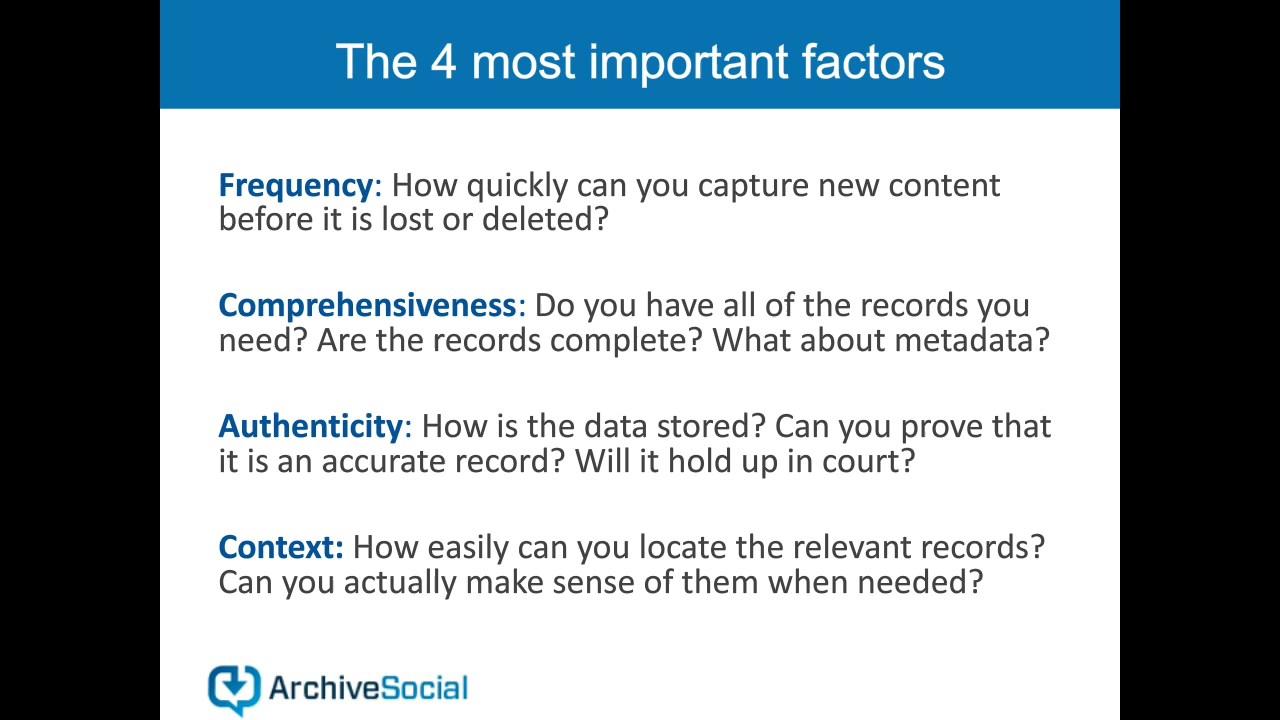 The 4 most important factors
Frequency: How quickly can you capture new content
before it is lost or deleted?
Comprehensiveness: Do you have all of the records you
need? Are the records complete? What about metadata?
Authenticity: How is the data stored? Can you prove that
it is an accurate record? Will it hold up in court?
Context: How easily can you locate the relevant records?
Can you actually make sense of them when needed?
ArchiveSocial